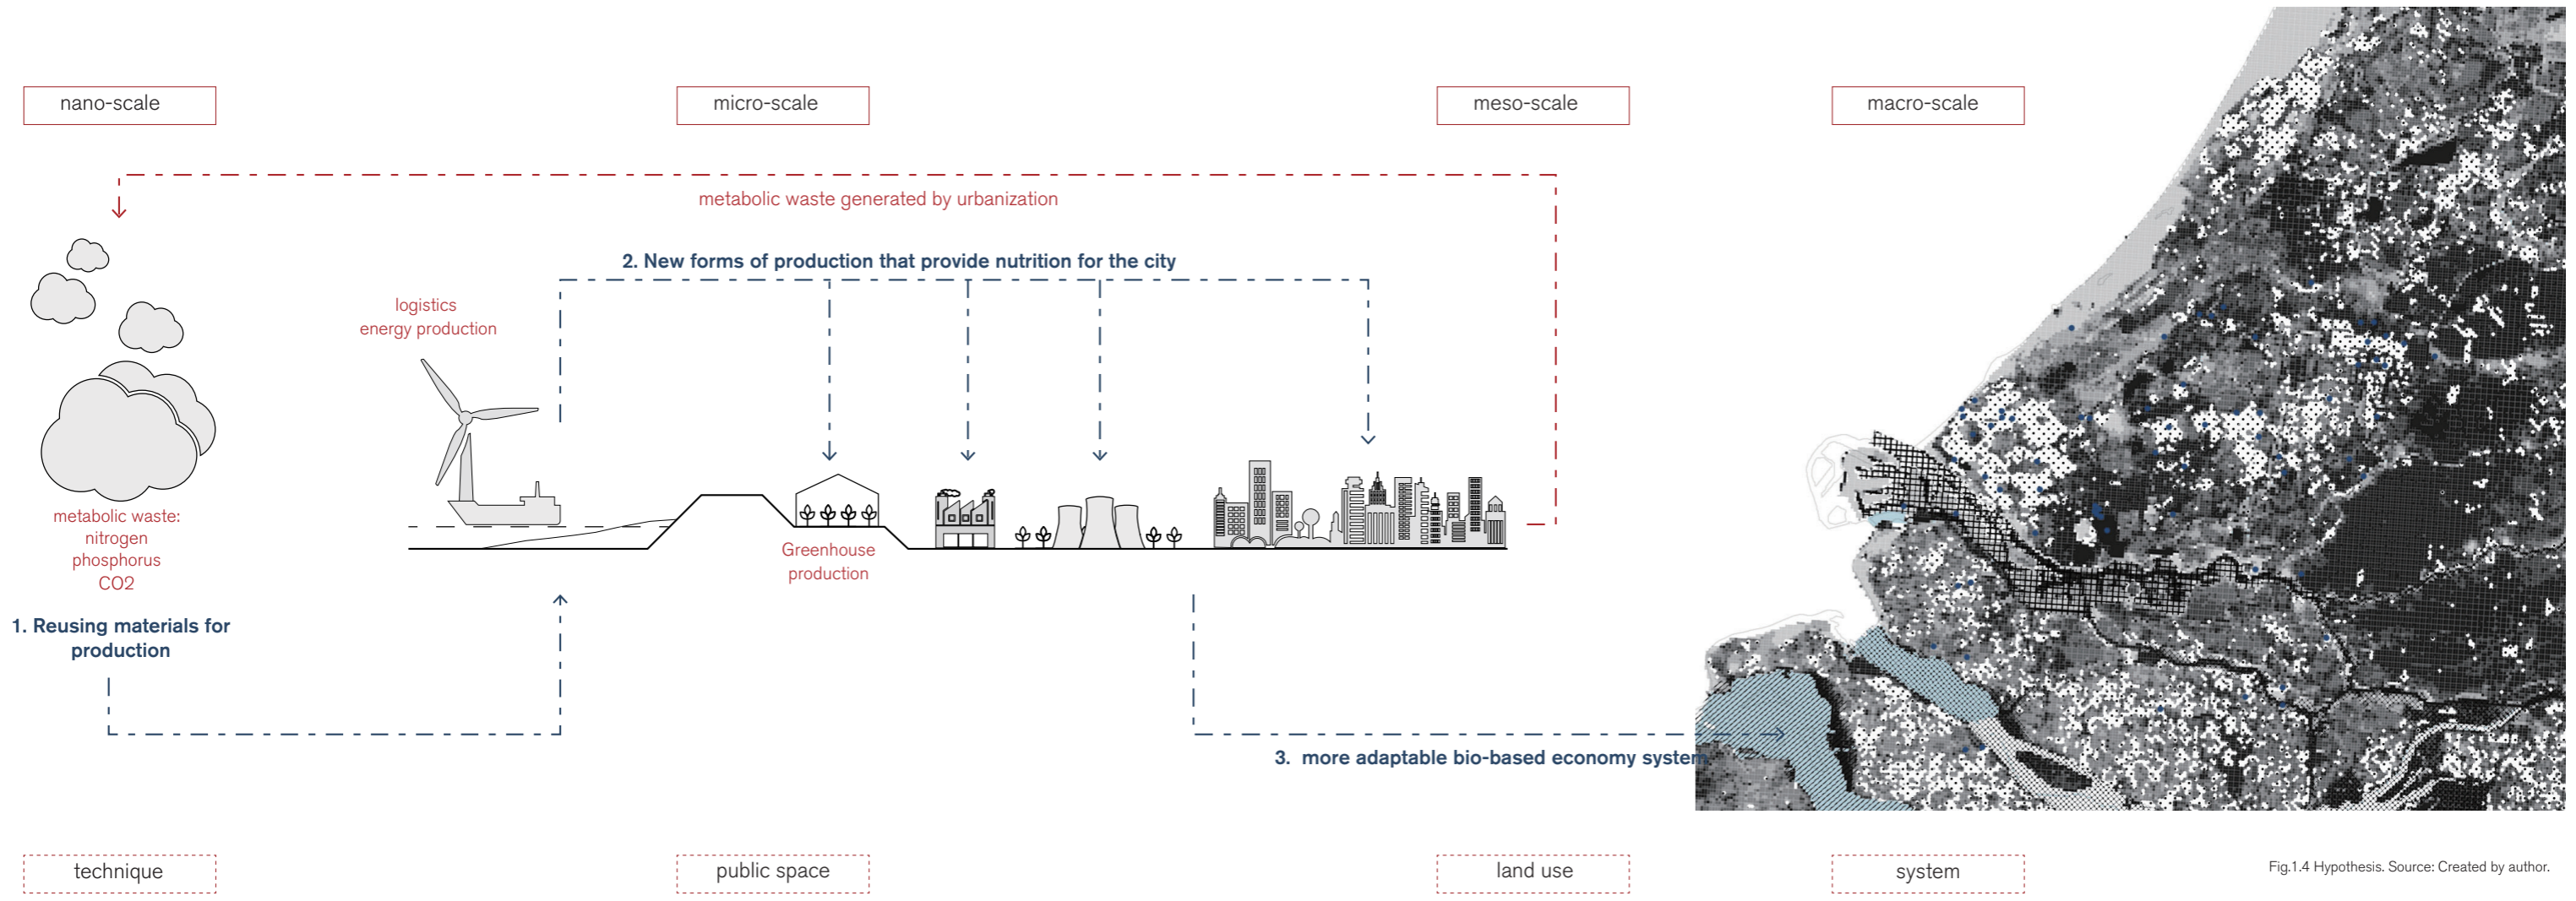 nano-scale
micro-scale
meso-scale
macro-scale
metabolic waste generated by urbanization
2. New forms of production that provide nutrition for the city
logistics
energy production
metabolic waste:
nitrogen
phosphorus
CO2
Greenhouse
production
1. Reusing materials for
production
3. more adaptable bio-based economy system
technique
public space
land use
system
Fig.1.4 Hypothesis. Source: Created by author.